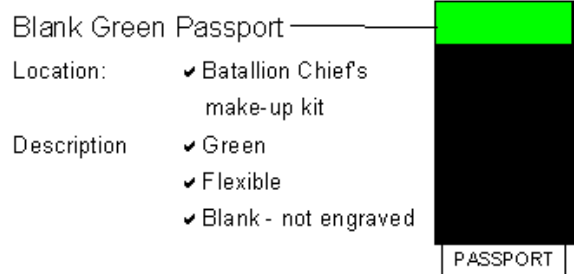 Blank Green Passport
Location: ✔ Batallion Chief's
make-up kit
Description ✔ Green
✔ Flexible
✔ Blank - not engraved
PASSPORT